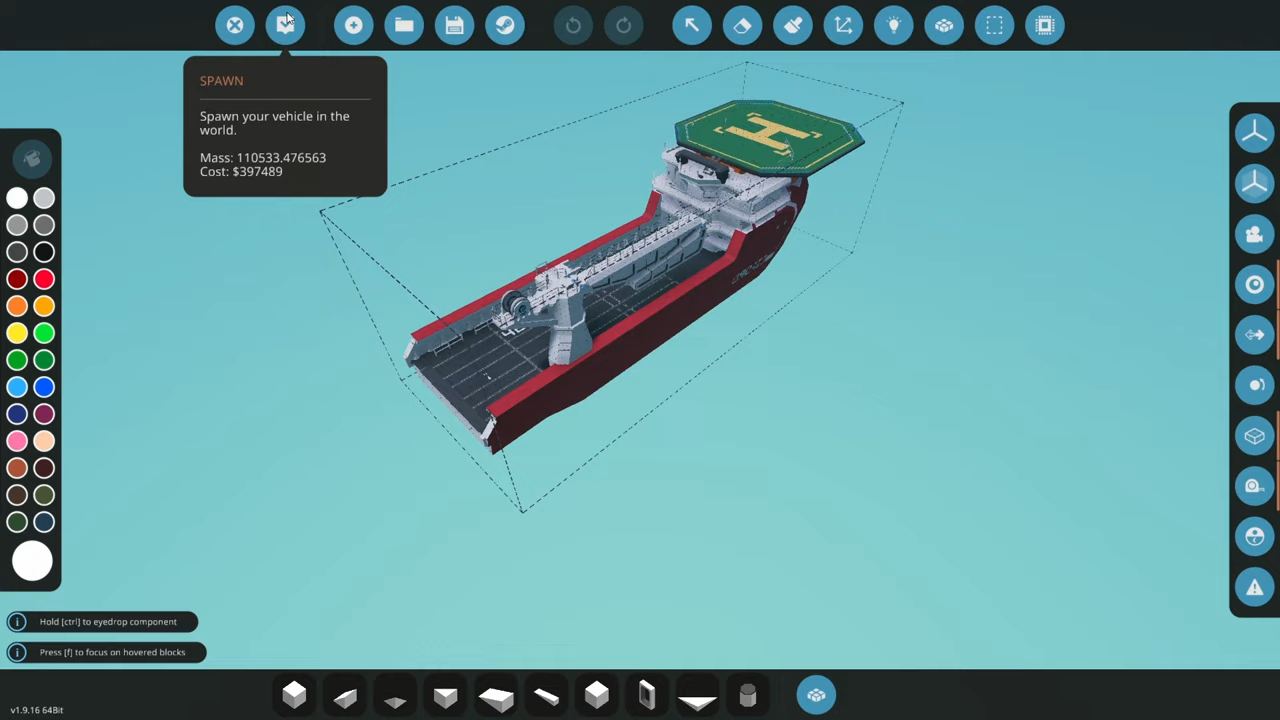 SPAWN
Spawn your vehicle in the
world.
Mass: 110533.476563
Cost: $397489
H
Hold [ctrl] to eyedrop component
Press [f] to focus on hovered blocks
v1.9.16 64Bit